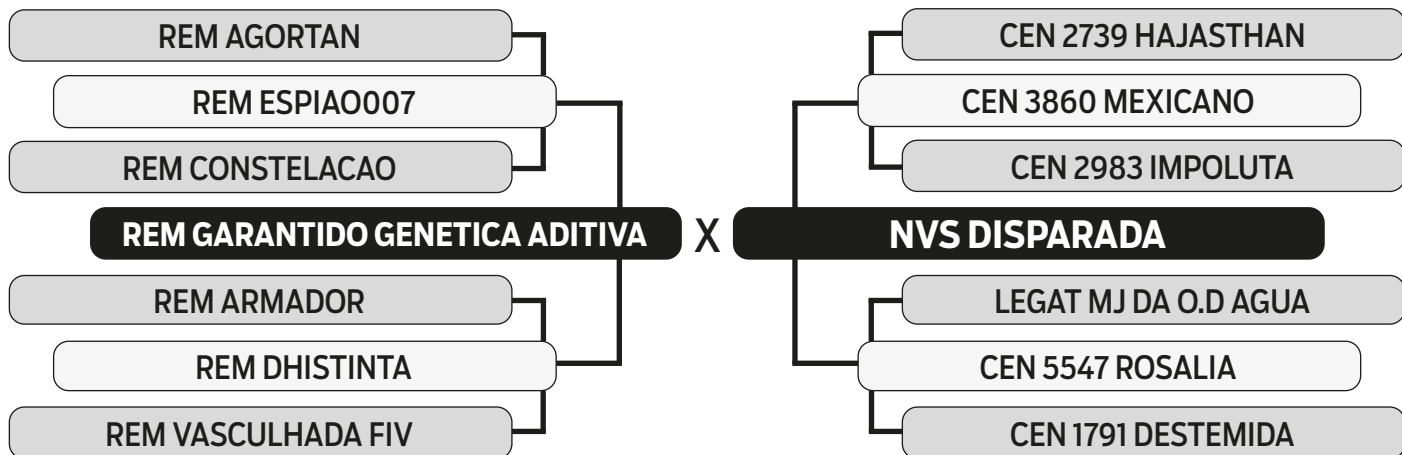 REM AGORTAN
REM ESPIAO007
REM CONSTELACAO
REM GARANTIDO GENETICA ADITIVA
REM ARMADOR
REM DHISTINTA
REM VASCULHADA FIV
X
CEN 2739 HAJASTHAN
CEN 3860 MEXICANO
CEN 2983 IMPOLUTA
NVS DISPARADA
LEGAT MJ DA O.D AGUA
CEN 5547 ROSALIA
CEN 1791 DESTEMIDA